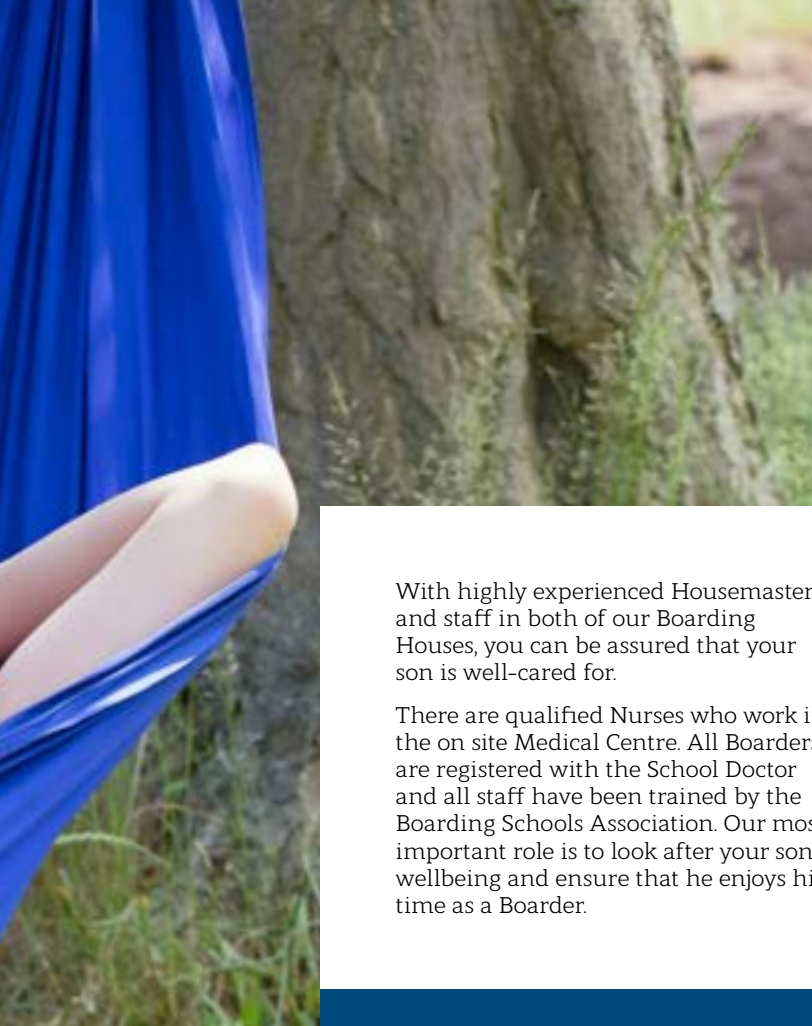 With highly experienced Housemaster
and staff in both of our Boarding
Houses, you can be assured that your
son is well-cared for.
There are qualified Nurses who work i
the on site Medical Centre. All Boarders
are registered with the School Doctor
and all staff have been trained by the
Boarding Schools Association. Our mos
important role is to look after your son
wellbeing and ensure that he enjoys hi
time as a Boarder.